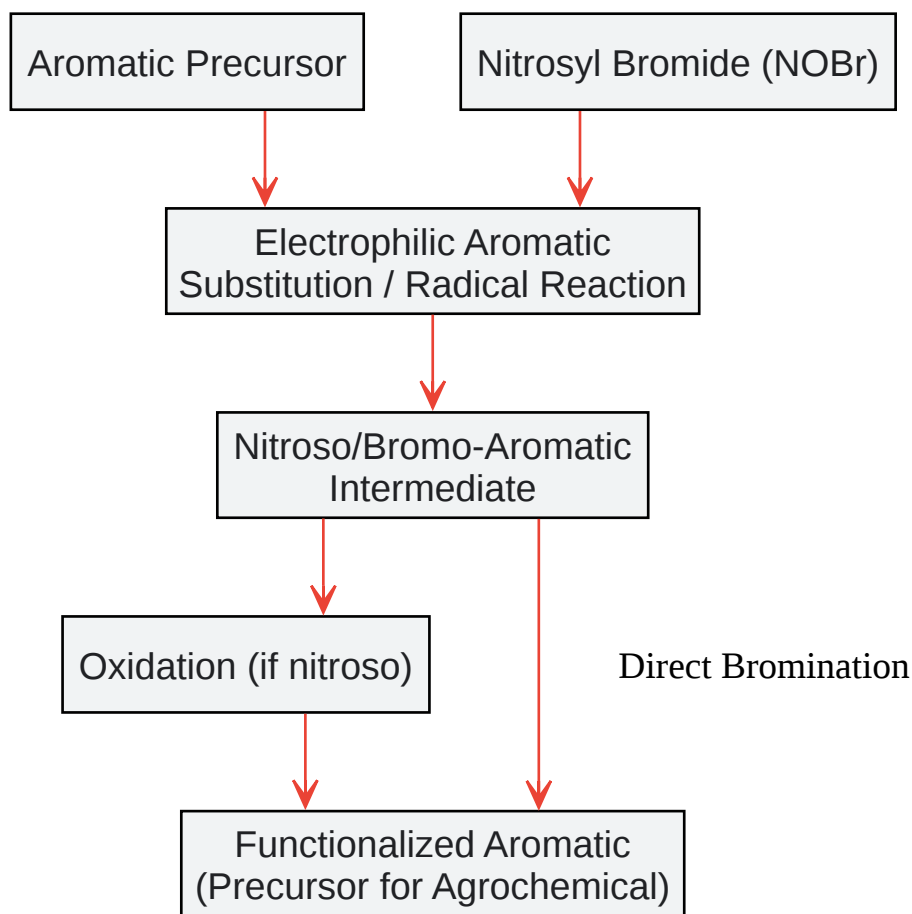 Aromatic Precursor
Nitrosyl Bromide (NOBr)
Electrophilic Aromatic
Substitution / Radical Reaction
Nitroso/Bromo-Aromatic
Intermediate
Oxidation (if nitroso)
Direct Bromination
Functionalized Aromatic
(Precursor for Agrochemical)